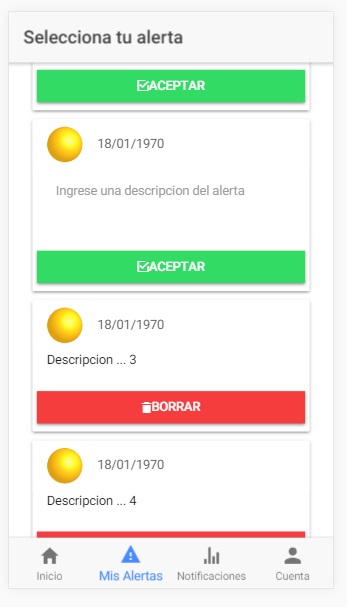 Selecciona tu alerta
ACEPTAR
18/01/1970
Ingrese una descripcion del alerta
ACEPTAR
18/01/1970
Descripcion ... 3
BORRAR
18/01/1970
Descripcion ... 4
Inicio
Mis Alertas
Notificaciones
Cuenta